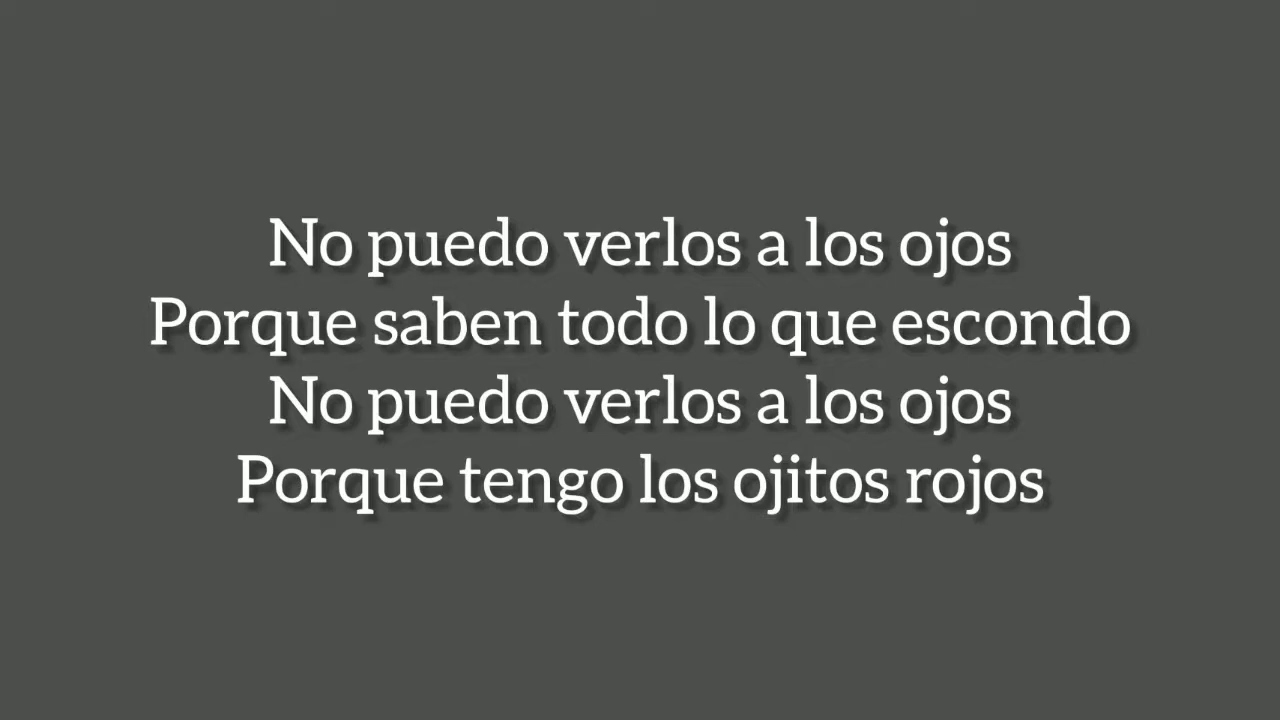 No puedo verlos a los ojos
Porque saben todo lo que escondo
No puedo verlos a los ojos
Porque tengo los ojitos rojos